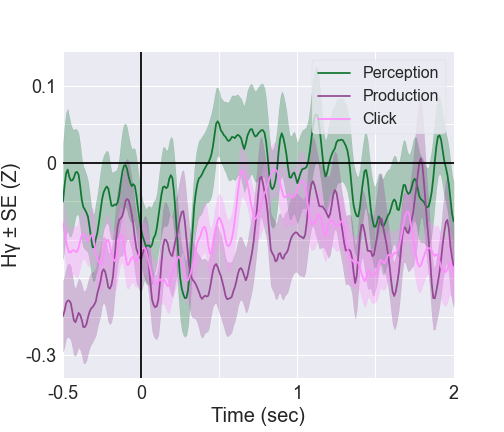 Perception
Production
Click
0.1
0
-0.3
Hγ ± SE (Z)
-0.5
0
1
2
Time (sec)